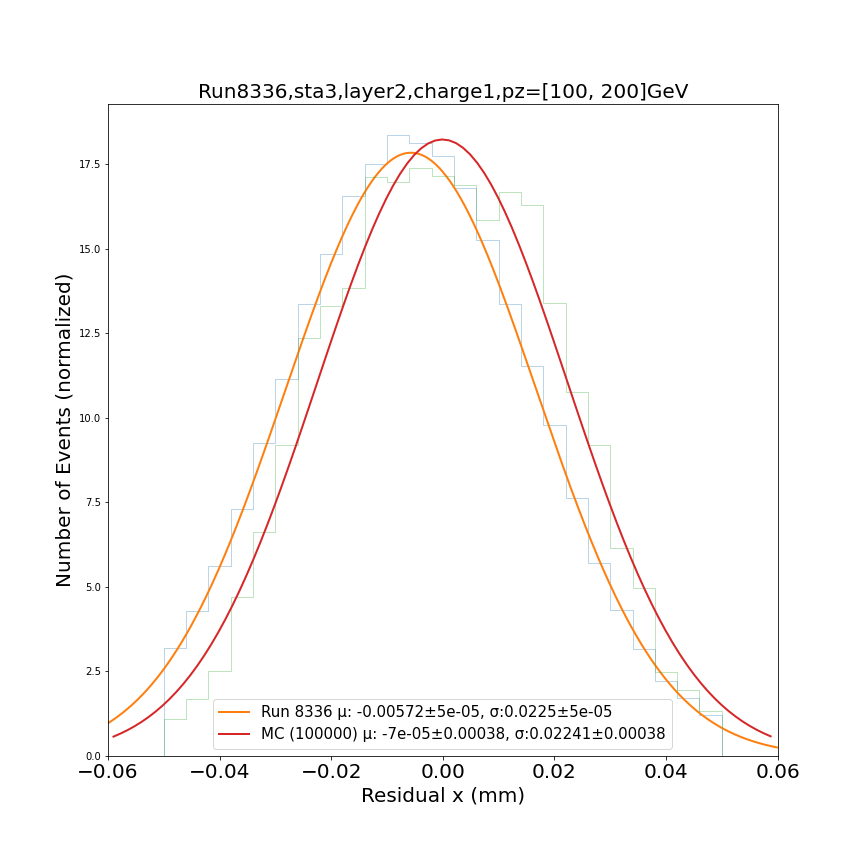 Run8336,sta3,layer2,charge1,pz=[100, 200]GeV
Number of Events (normalized)
17.5
15.0
12.5
10.0
7.5
5.0
2.5
0.0
Run 8336 μ: -0.00572±5e-05, σ:0.0225±5e-05
MC (100000) μ: -7e-05±0.00038, σ:0.02241±0.00038
−0.06 −0.04 −0.02 0.00 0.02 0.04 0.06
Residual x (mm)